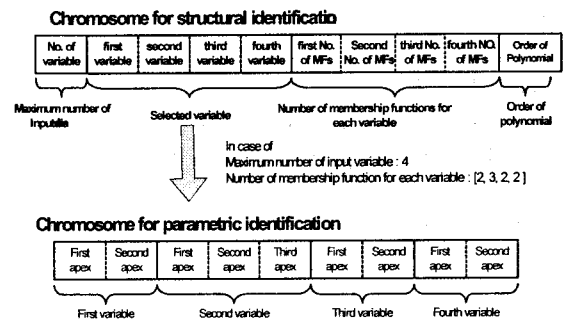 Chromosome for structural identificatio
No. of variable
first variable
second variable
third variable
fourth variable
first No. of MFs
Second No. of MFs
third No. of MFs
fourth NO. of MFs
Order of Polynomial
Maximum number of
Selected variable
Number of membership functions for each variable
Order of polynomial
In case of
Maximum number of input variable : 4
Number of membership function for each variable : [2, 3, 2, 2 ]
Chromosome for parametric identification
First apex
Second apex
First apex
Second apex
Third apex
First apex
Second apex
First apex
Second apex
First variable
Second variable
Third variable
Fourth variable